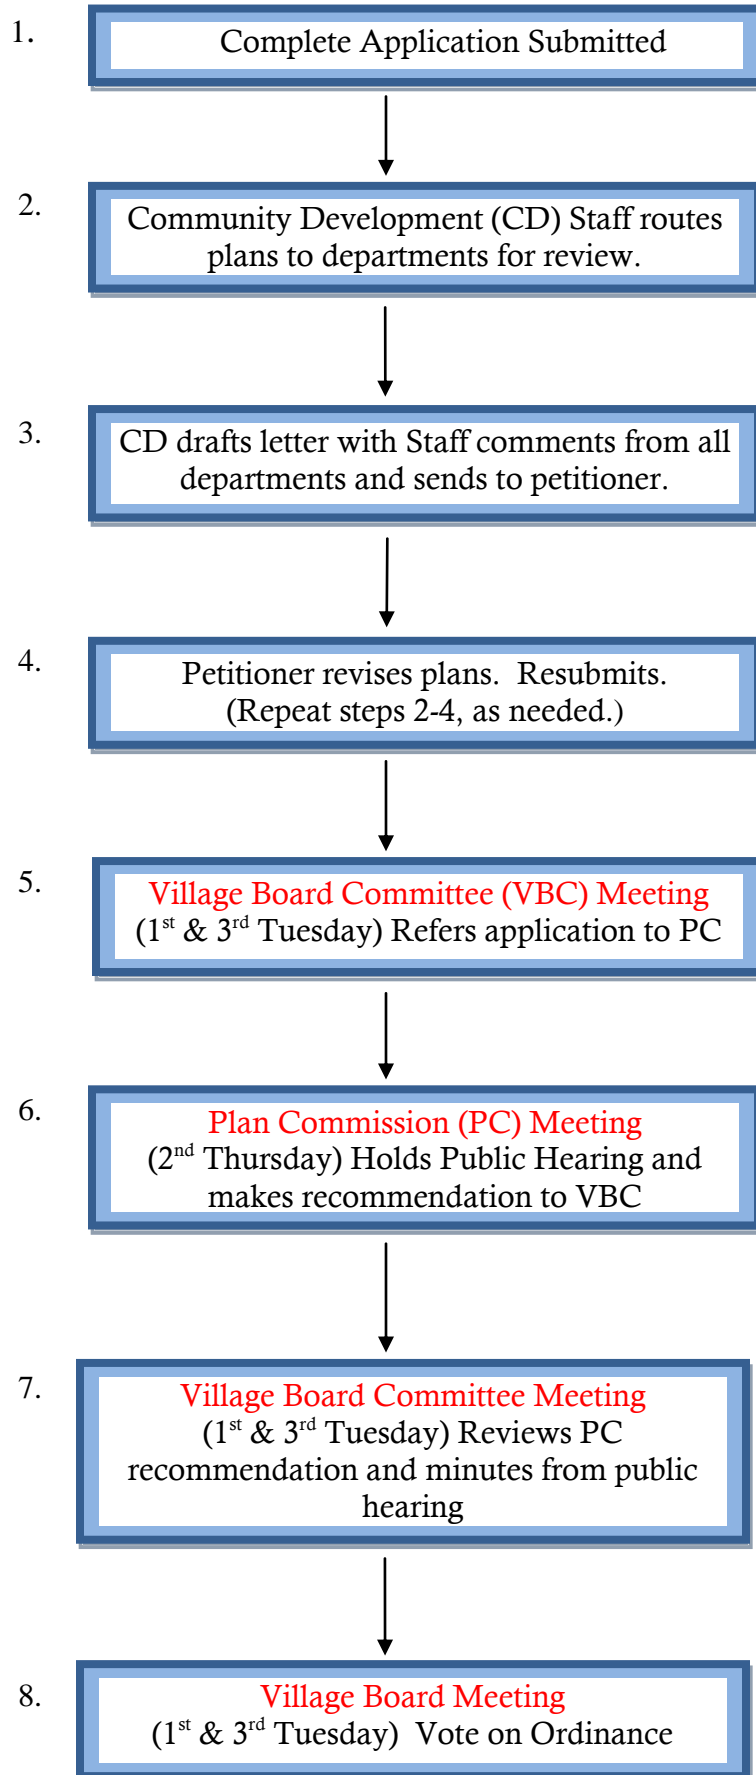 1.
Complete Application Submitted
2.
Community Development (CD) Staff routes
plans to departments for review.
3.
CD drafts letter with Staff comments from all
departments and sends to petitioner.
4.
Petitioner revises plans.  Resubmits.
(Repeat steps 2-4, as needed.)
5.
Village Board Committee (VBC) Meeting
(1st & 3rd Tuesday) Refers application to PC
6.
Plan Commission (PC) Meeting
(2nd Thursday) Holds Public Hearing and
makes recommendation to VBC
7.
Village Board Committee Meeting
(1st & 3rd Tuesday) Reviews PC
recommendation and minutes from public
hearing
8.
Village Board Meeting
(1st & 3rd Tuesday)  Vote on Ordinance